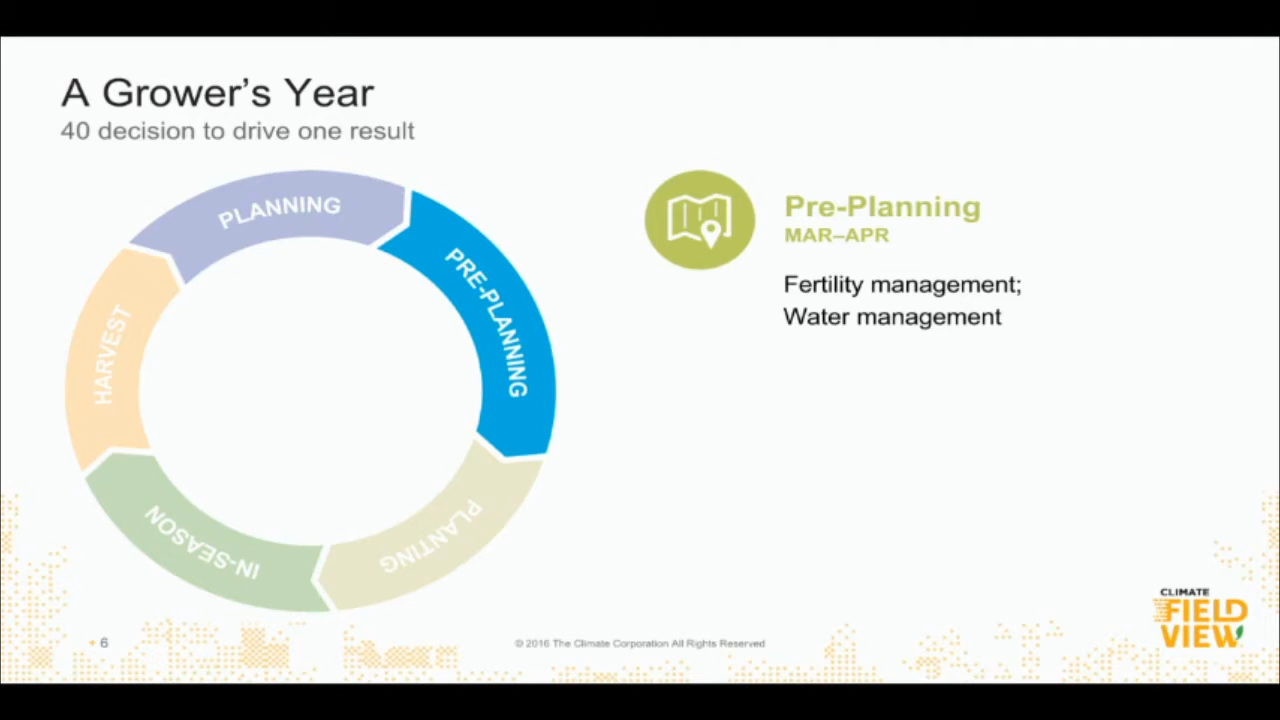 A Grower's Year
40 decision to drive one result
PLANNING
PRE-PLANNING
PLANTING
IN-SEASON
HARVEST
Pre-Planning
MAR–APR
Fertility management;
Water management
6
© 2016 The Climate Corporation All Rights Reserved
CLIMATE
FIELD
VIEW